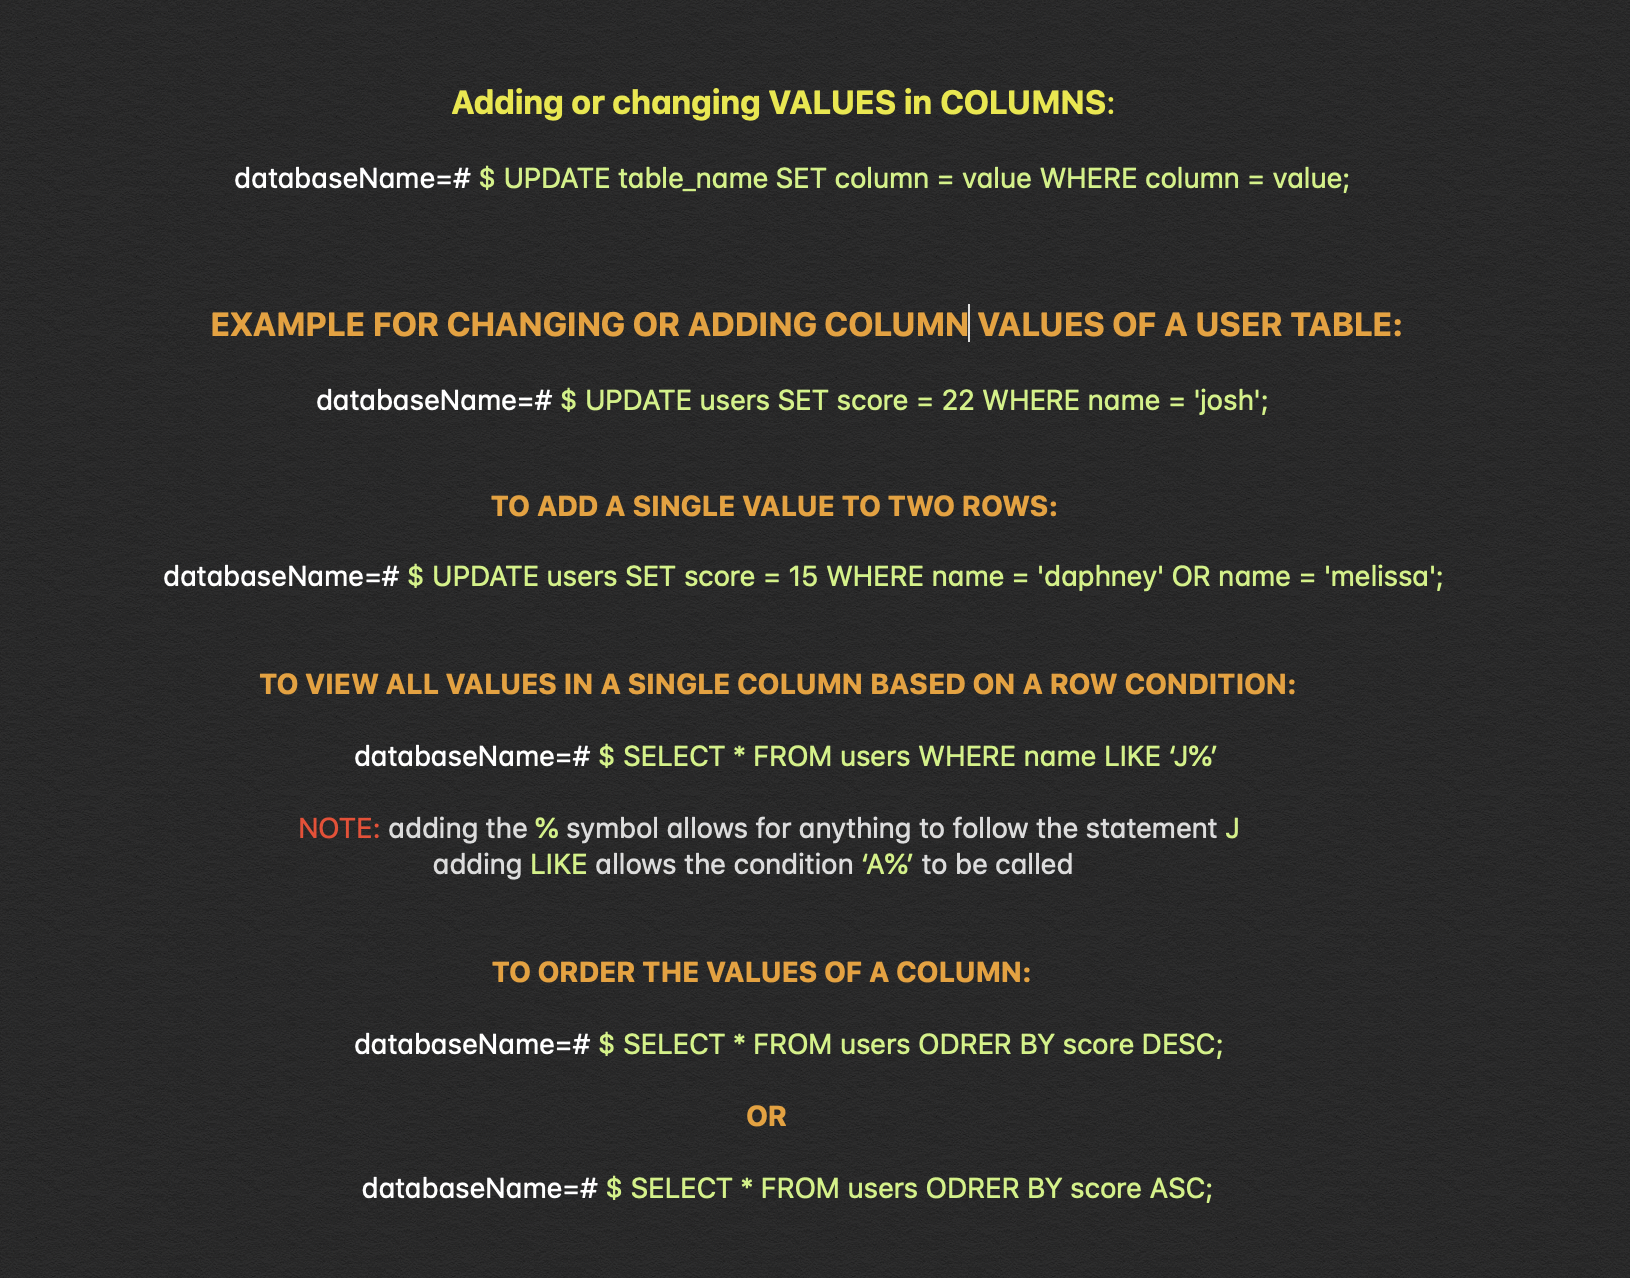 Adding or changing VALUES in COLUMNS:
databaseName=# $ UPDATE table_name SET column = value WHERE column = value;
EXAMPLE FOR CHANGING OR ADDING COLUMN VALUES OF A USER TABLE:
databaseName=# $ UPDATE users SET score = 22 WHERE name = 'josh';
TO ADD A SINGLE VALUE TO TWO ROWS:
databaseName=# $ UPDATE users SET score = 15 WHERE name = 'daphney' OR name = 'melissa';
TO VIEW ALL VALUES IN A SINGLE COLUMN BASED ON A ROW CONDITION:
databaseName=# $ SELECT * FROM users WHERE name LIKE ‘J%’
NOTE: adding the % symbol allows for anything to follow the statement J
adding LIKE allows the condition ‘A%’ to be called
TO ORDER THE VALUES OF A COLUMN:
databaseName=# $ SELECT * FROM users ODRER BY score DESC;
OR
databaseName=# $ SELECT * FROM users ODRER BY score ASC;